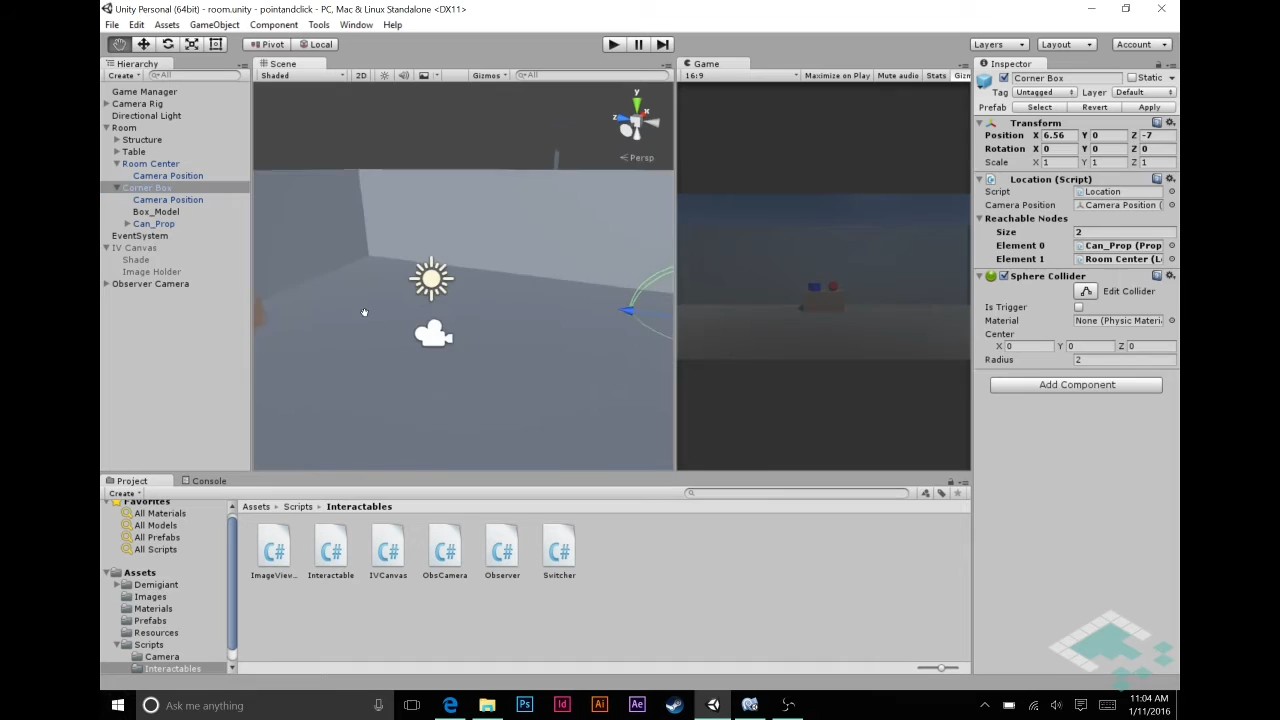 Unity Personal (64bit) - room.unity - pointandclick - PC, Mac & Linux Standalone <DX11>
File Edit Assets GameObject Component Tools Window Help
Pivot Local Layers Layout Account
Hierarchy
Create All
Game Manager
Camera Rig
Directional Light
Room
Structure
Table
Room Center
Camera Position
Corner Box
Camera Position
Box_Model
Can_Prop
EventSystem
IV Canvas
Shade
Image Holder
Observer Camera
Scene
Shaded 2D Gizmos All
y
x
z
Persp
Game
16:9 Maximize on Play Mute audio Stats Giz
Inspector
Corner Box Static
Tag Untagged Layer Default
Prefab Select Revert Apply
Transform
Position X 6.56 Y 0 Z -7
Rotation X 0 Y 0 Z 0
Scale X 1 Y 1 Z 1
Location (Script)
Script Location
Camera Position Camera Position (
Reachable Nodes
Size 2
Element 0 Can_Prop (Prop
Element 1 Room Center (L
Sphere Collider
Edit Collider
Is Trigger
Material None (Physic Materi
Center
X 0 Y 0 Z 0
Radius 2
Add Component
Project Console
Create
Favorites
All Materials
All Models
All Prefabs
All Scripts
Assets
Demigiant
Images
Materials
Prefabs
Resources
Scripts
Camera
Interactables
Assets Scripts Interactables
C# C# C# C# C# C#
ImageView... Interactable IVCanvas ObsCamera Observer Switcher
Ask me anything
Ps Id Ai Ae
11:04 AM
1/11/2016